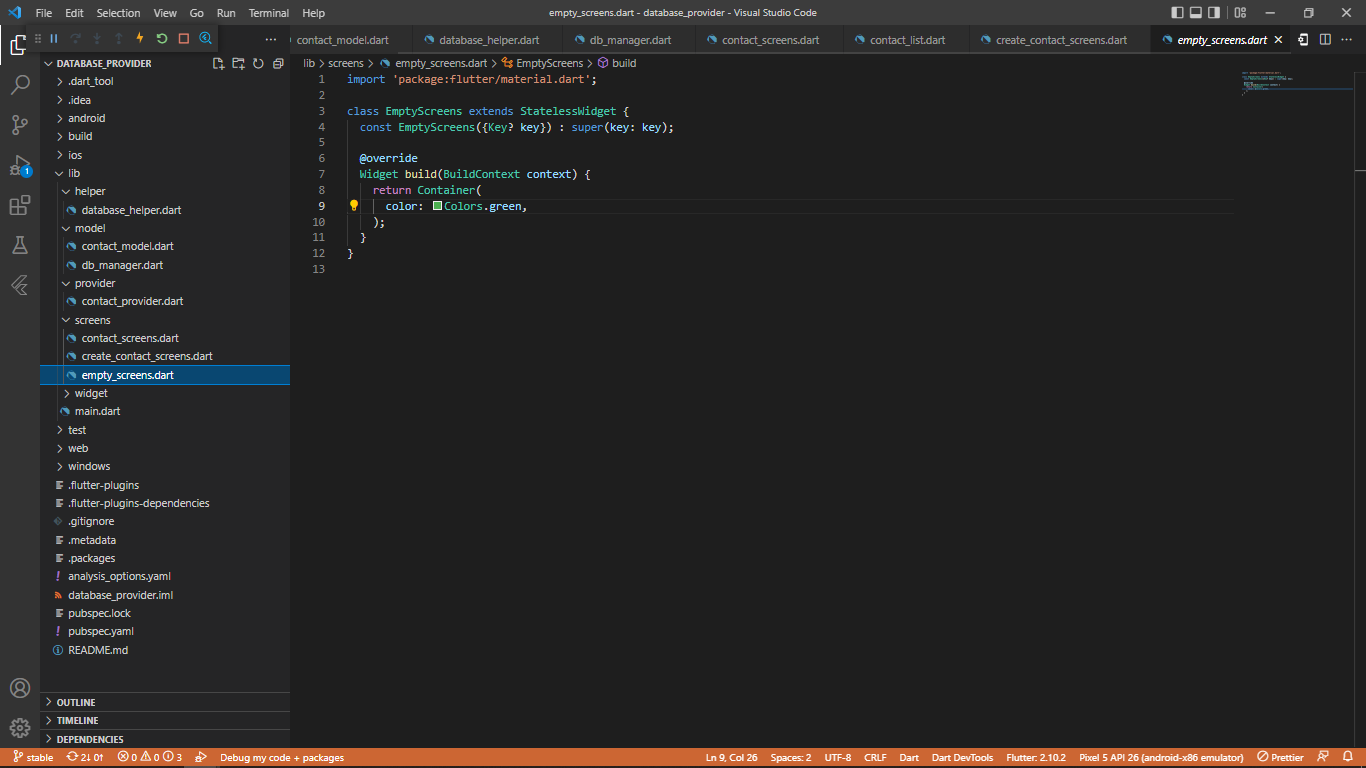 File Edit Selection View Go Run Terminal Help
empty_screens.dart - database_provider - Visual Studio Code
contact_model.dart
database_helper.dart
db_manager.dart
contact_screens.dart
contact_list.dart
create_contact_screens.dart
empty_screens.dart
DATABASE_PROVIDER
.dart_tool
.idea
android
build
ios
lib
helper
database_helper.dart
model
contact_model.dart
db_manager.dart
provider
contact_provider.dart
screens
contact_screens.dart
create_contact_screens.dart
empty_screens.dart
widget
main.dart
test
web
windows
.flutter-plugins
.flutter-plugins-dependencies
.gitignore
.metadata
.packages
analysis_options.yaml
database_provider.iml
pubspec.lock
pubspec.yaml
README.md
OUTLINE
TIMELINE
DEPENDENCIES
1
lib > screens > empty_screens.dart > EmptyScreens > build
1 import 'package:flutter/material.dart';
2
3 class EmptyScreens extends StatelessWidget {
4 const EmptyScreens({Key? key}) : super(key: key);
5
6 @override
7 Widget build(BuildContext context) {
8 return Container(
9 color: Colors.green,
10 );
11 }
12 }
13
stable 2↓ 0↑ 0 0 3 Debug my code + packages
Ln 9, Col 26 Spaces: 2 UTF-8 CRLF Dart Dart DevTools Flutter: 2.10.2 Pixel 5 API 26 (android-x86 emulator) Prettier